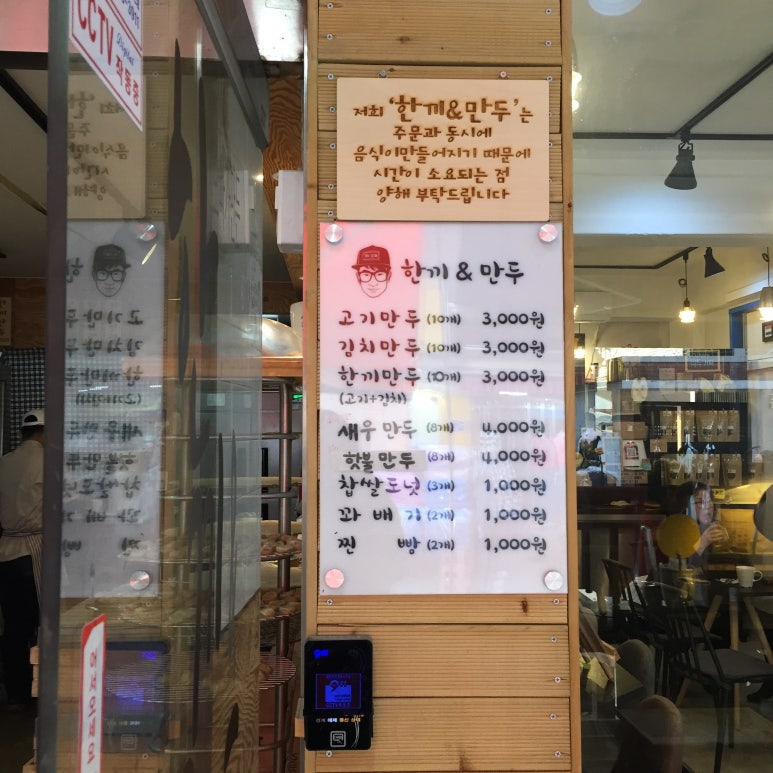 CCTV 작동중
저희 '한끼&만두'는
주문과 동시에
음식이만들어지기 때문에
시간이 소요되는 점
양해 부탁드립니다
한끼 & 만두
고기만두 (10개) 3,000원
김치만두 (10개) 3,000원
한끼만두 (10개) 3,000원
(고기+김치)
새우만두 (8개) 4,000원
핫불만두 (8개) 4,000원
찹쌀도넛 (3개) 1,000원
꽈 배 기 (2개) 1,000원
찐 빵 (2개) 1,000원